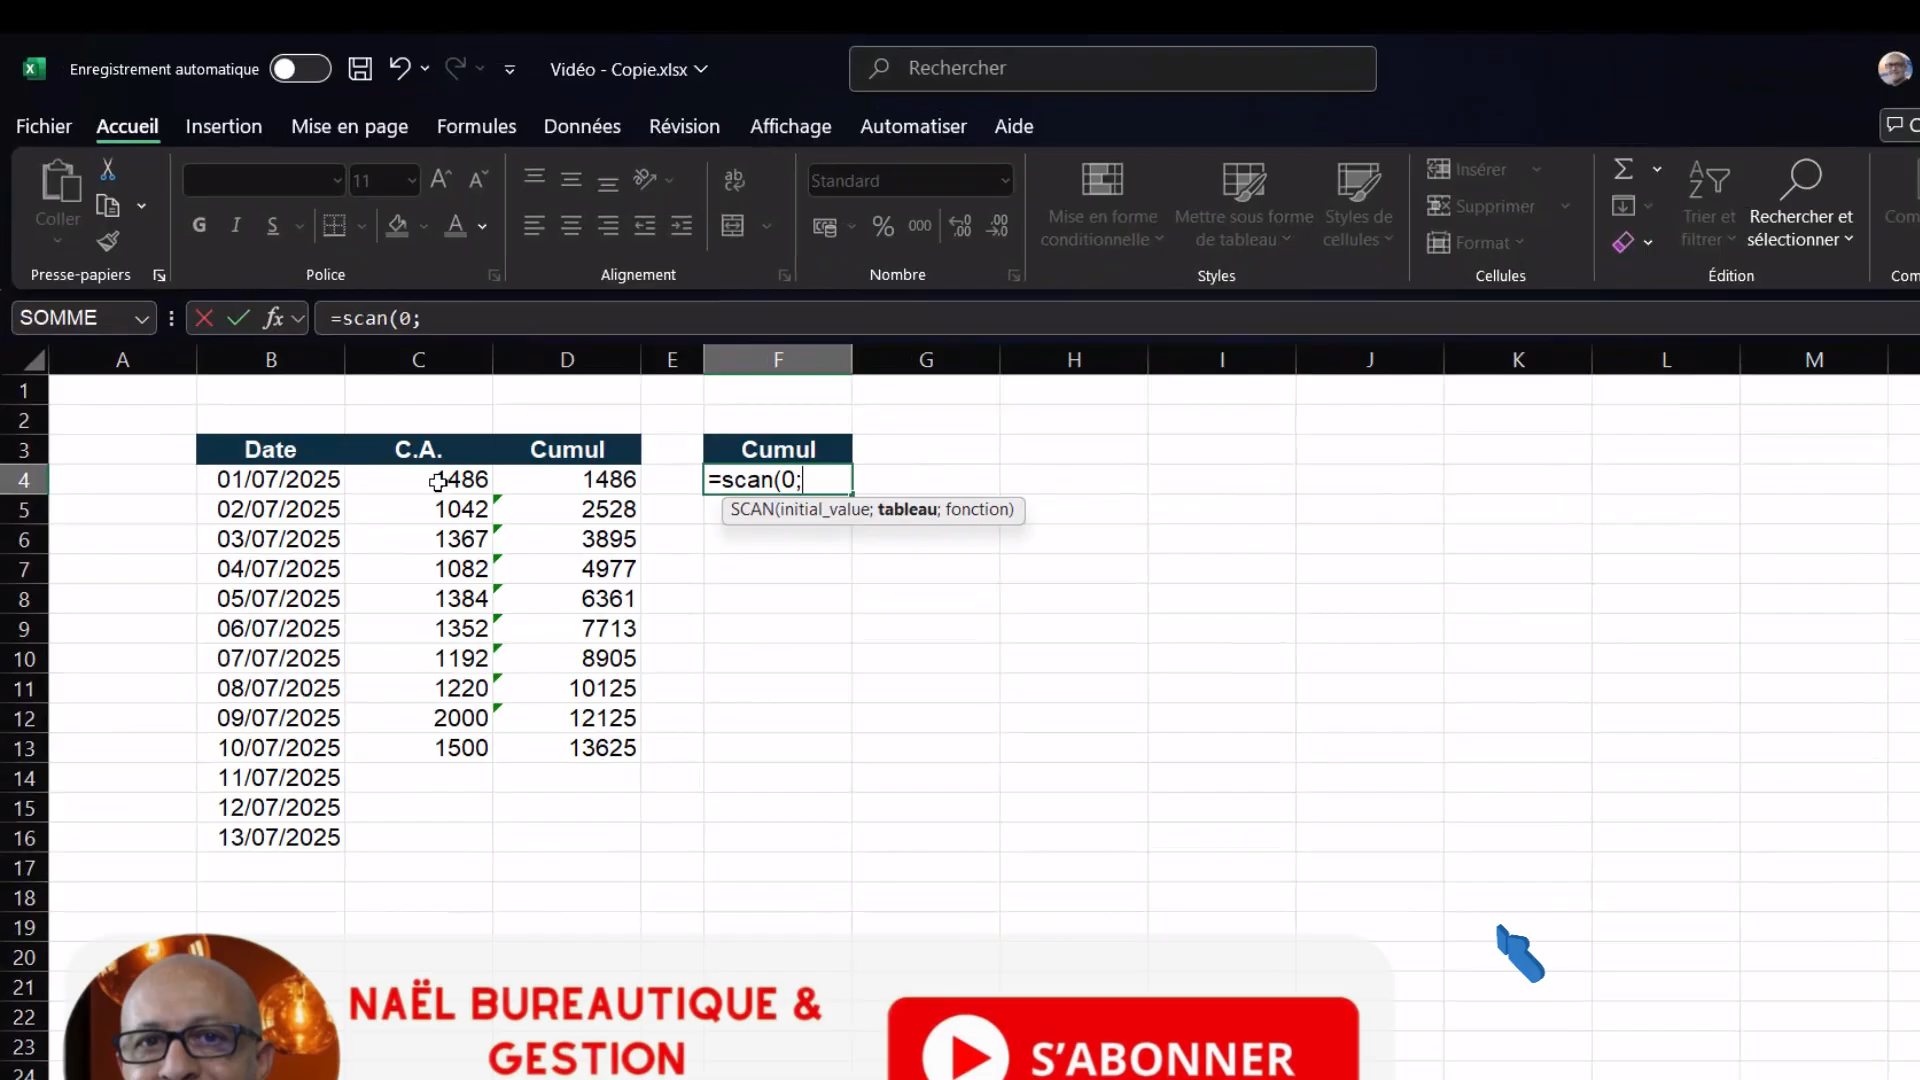 Enregistrement automatique
Vidéo - Copie.xlsx
Rechercher
Fichier Accueil Insertion Mise en page Formules Données Révision Affichage Automatiser Aide
Coller
11
G I S
ab
Standard
% 000
Mise en forme conditionnelle
Mettre sous forme de tableau
Styles de cellules
Insérer
Supprimer
Format
Trier et filtrer
Rechercher et sélectionner
Presse-papiers Police Alignement Nombre Styles Cellules Édition
SOMME fx =scan(0;
A B C D E F G H I J K L M
1
2
3 Date C.A. Cumul Cumul
4 01/07/2025 1486 1486 =scan(0;
SCAN(initial_value; tableau; fonction)
5 02/07/2025 1042 2528
6 03/07/2025 1367 3895
7 04/07/2025 1082 4977
8 05/07/2025 1384 6361
9 06/07/2025 1352 7713
10 07/07/2025 1192 8905
11 08/07/2025 1220 10125
12 09/07/2025 2000 12125
13 10/07/2025 1500 13625
14 11/07/2025
15 12/07/2025
16 13/07/2025
17
18
19
20
21
22
23
24
NAËL BUREAUTIQUE &
GESTION
S'ABONNER